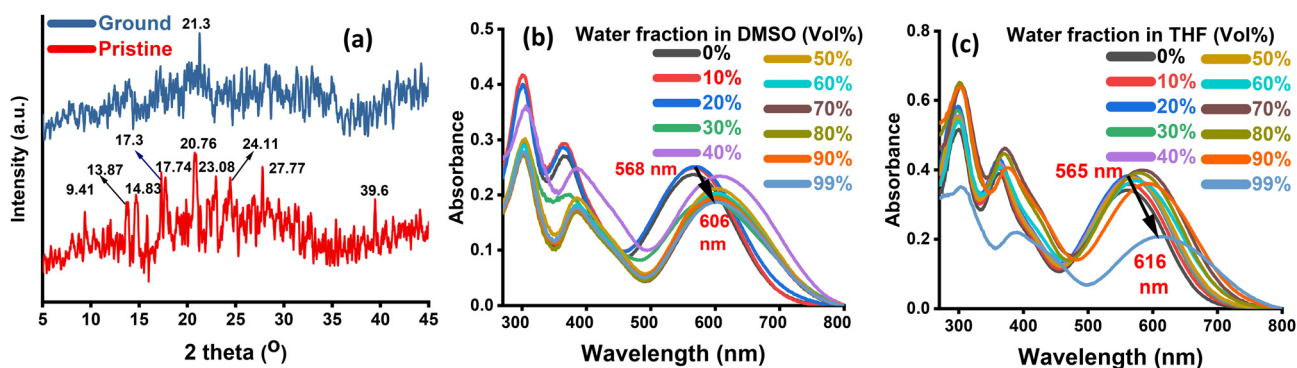 Ground
Pristine
(a)
21.3
17.3
20.76
24.11
13.87
17.74
23.08
27.77
9.41
14.83
39.6
Intensity (a.u.)
5 10 15 20 25 30 35 40 45
2 theta (O)
(b)
Water fraction in DMSO (Vol%)
0% 50%
10% 60%
20% 70%
30% 80%
40% 90%
99%
568 nm
606
nm
Absorbance
0.5
0.4
0.3
0.2
0.1
0.0
300 400 500 600 700 800
Wavelength (nm)
(c)
Water fraction in THF (Vol%)
0% 50%
10% 60%
20% 70%
30% 80%
40% 90%
99%
565 nm
616
nm
Absorbance
0.8
0.6
0.4
0.2
0.0
300 400 500 600 700 800
Wavelength (nm)